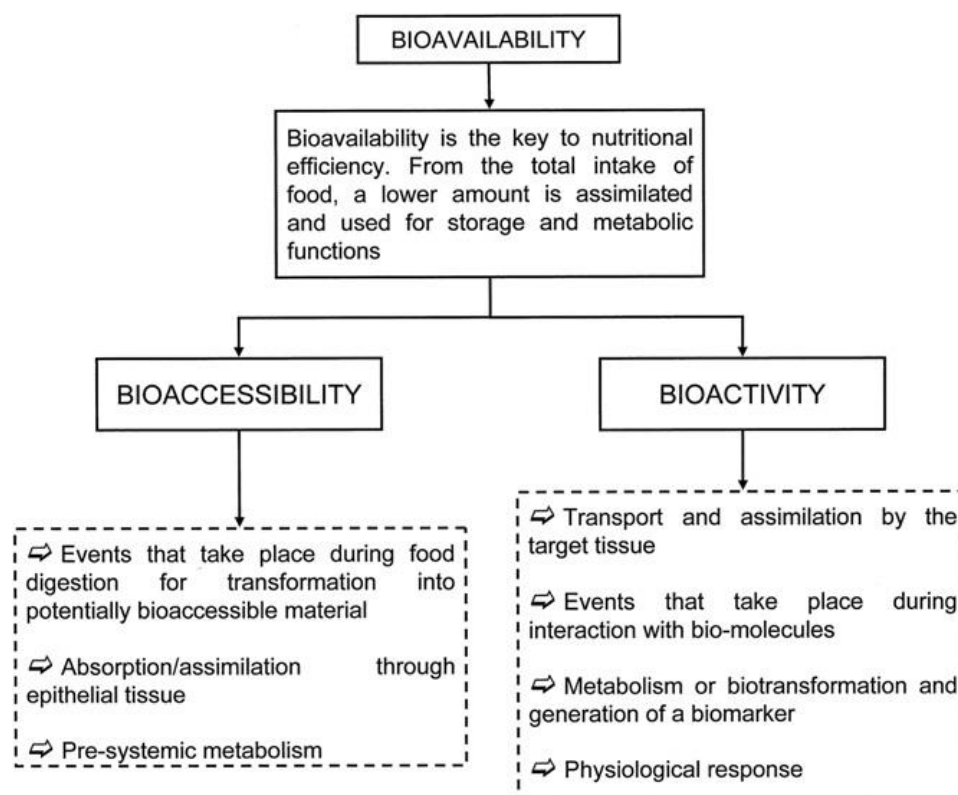 BIOAVAILABILITY
Bioavailability is the key to nutritional
efficiency. From the total intake of
food, a lower amount is assimilated
and used for storage and metabolic
functions
BIOACCESSIBILITY
BIOACTIVITY
⇨ Events that take place during food
digestion for transformation into
potentially bioaccessible material
⇨ Absorption/assimilation through
epithelial tissue
⇨ Pre-systemic metabolism
⇨ Transport and assimilation by the
target tissue
⇨ Events that take place during
interaction with bio-molecules
⇨ Metabolism or biotransformation and
generation of a biomarker
⇨ Physiological response